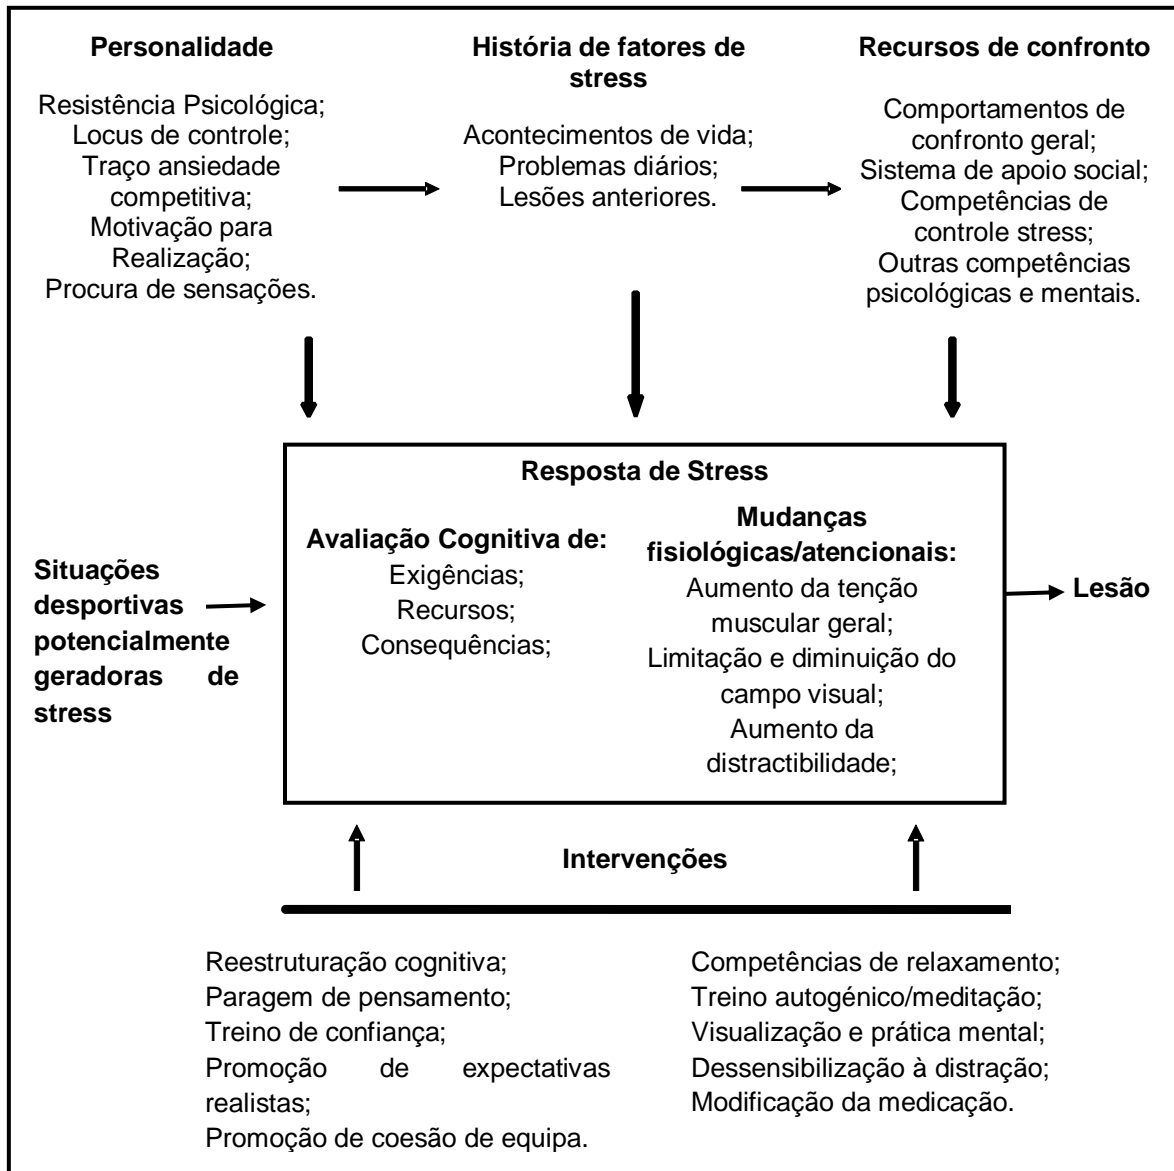 Personalidade
Resistência Psicológica;
Locus de controle;
Traço ansiedade
competitiva;
Motivação para
Realização;
Procura de sensações.
História de fatores de
stress
Acontecimentos de vida;
Problemas diários;
Lesões anteriores.
Recursos de confronto
Comportamentos de
confronto geral;
Sistema de apoio social;
Competências de
controle stress;
Outras competências
psicológicas e mentais.
Situações
desportivas
potencialmente
geradoras de
stress
Resposta de Stress
Avaliação Cognitiva de:
Exigências;
Recursos;
Consequências;
Mudanças
fisiológicas/atencionais:
Aumento da tenção
muscular geral;
Limitação e diminuição do
campo visual;
Aumento da
distractibilidade;
Lesão
Intervenções
Reestruturação cognitiva;
Paragem de pensamento;
Treino de confiança;
Promoção de expectativas
realistas;
Promoção de coesão de equipa.
Competências de relaxamento;
Treino autogénico/meditação;
Visualização e prática mental;
Dessensibilização à distração;
Modificação da medicação.